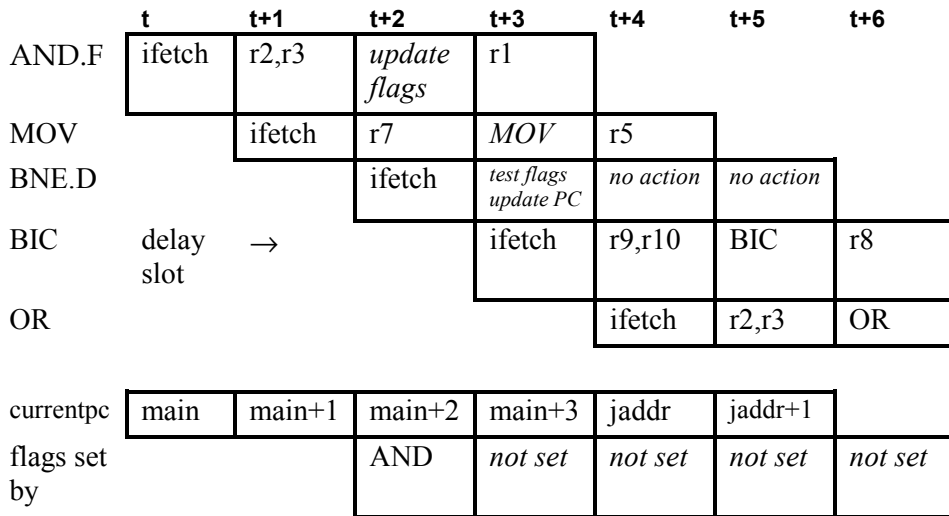 t t+1 t+2 t+3 t+4 t+5 t+6
AND.F ifetch r2,r3 update r1
flags
MOV ifetch r7 MOV r5
BNE.D ifetch test flags no action no action
update PC
BIC delay → ifetch r9,r10 BIC r8
slot
OR ifetch r2,r3 OR
currentpc main main+1 main+2 main+3 jaddr jaddr+1
flags set AND not set not set not set not set
by